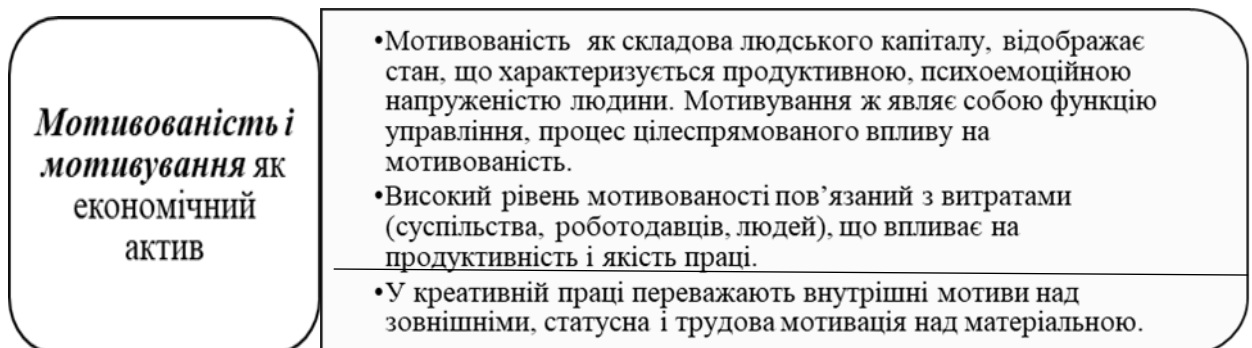 Мотивованість і
мотивування як
економічний
актив
•Мотивованість як складова людського капіталу, відображає
стан, що характеризується продуктивною, психоемоційною
напруженістю людини. Мотивування ж являє собою функцію
управління, процес цілеспрямованого впливу на
мотивованість.
•Високий рівень мотивованості пов’язаний з витратами
(суспільства, роботодавців, людей), що впливає на
продуктивність і якість праці.
•У креативній праці переважають внутрішні мотиви над
зовнішніми, статусна і трудова мотивація над матеріальною.